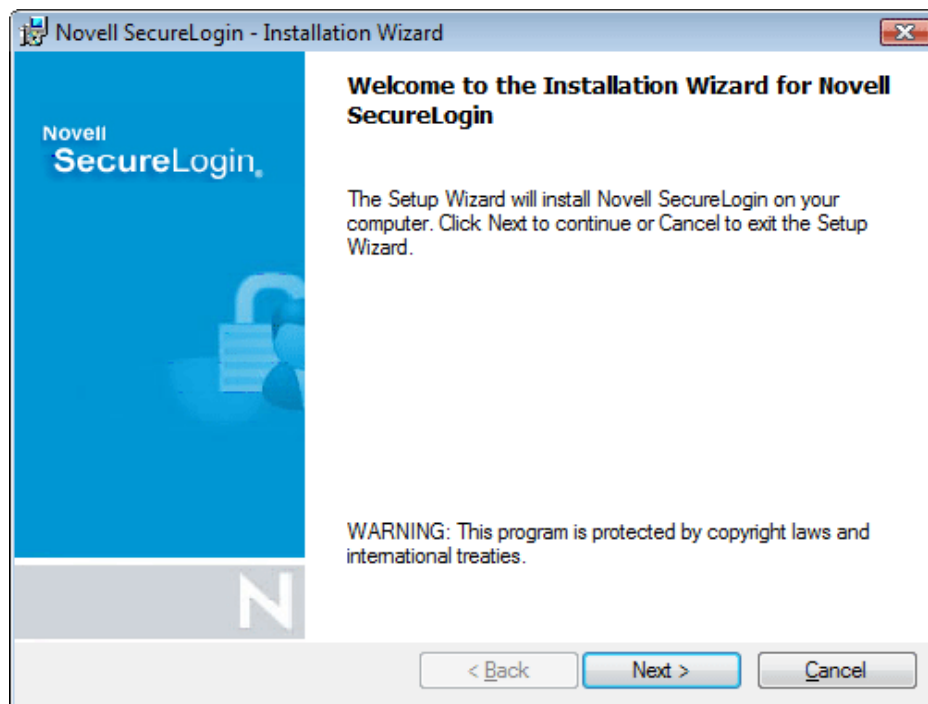 Novell SecureLogin - Installation Wizard
Novell
SecureLogin®
Welcome to the Installation Wizard for Novell
SecureLogin
The Setup Wizard will install Novell SecureLogin on your
computer. Click Next to continue or Cancel to exit the Setup
Wizard.
WARNING: This program is protected by copyright laws and
international treaties.
N
< Back
Next >
Cancel